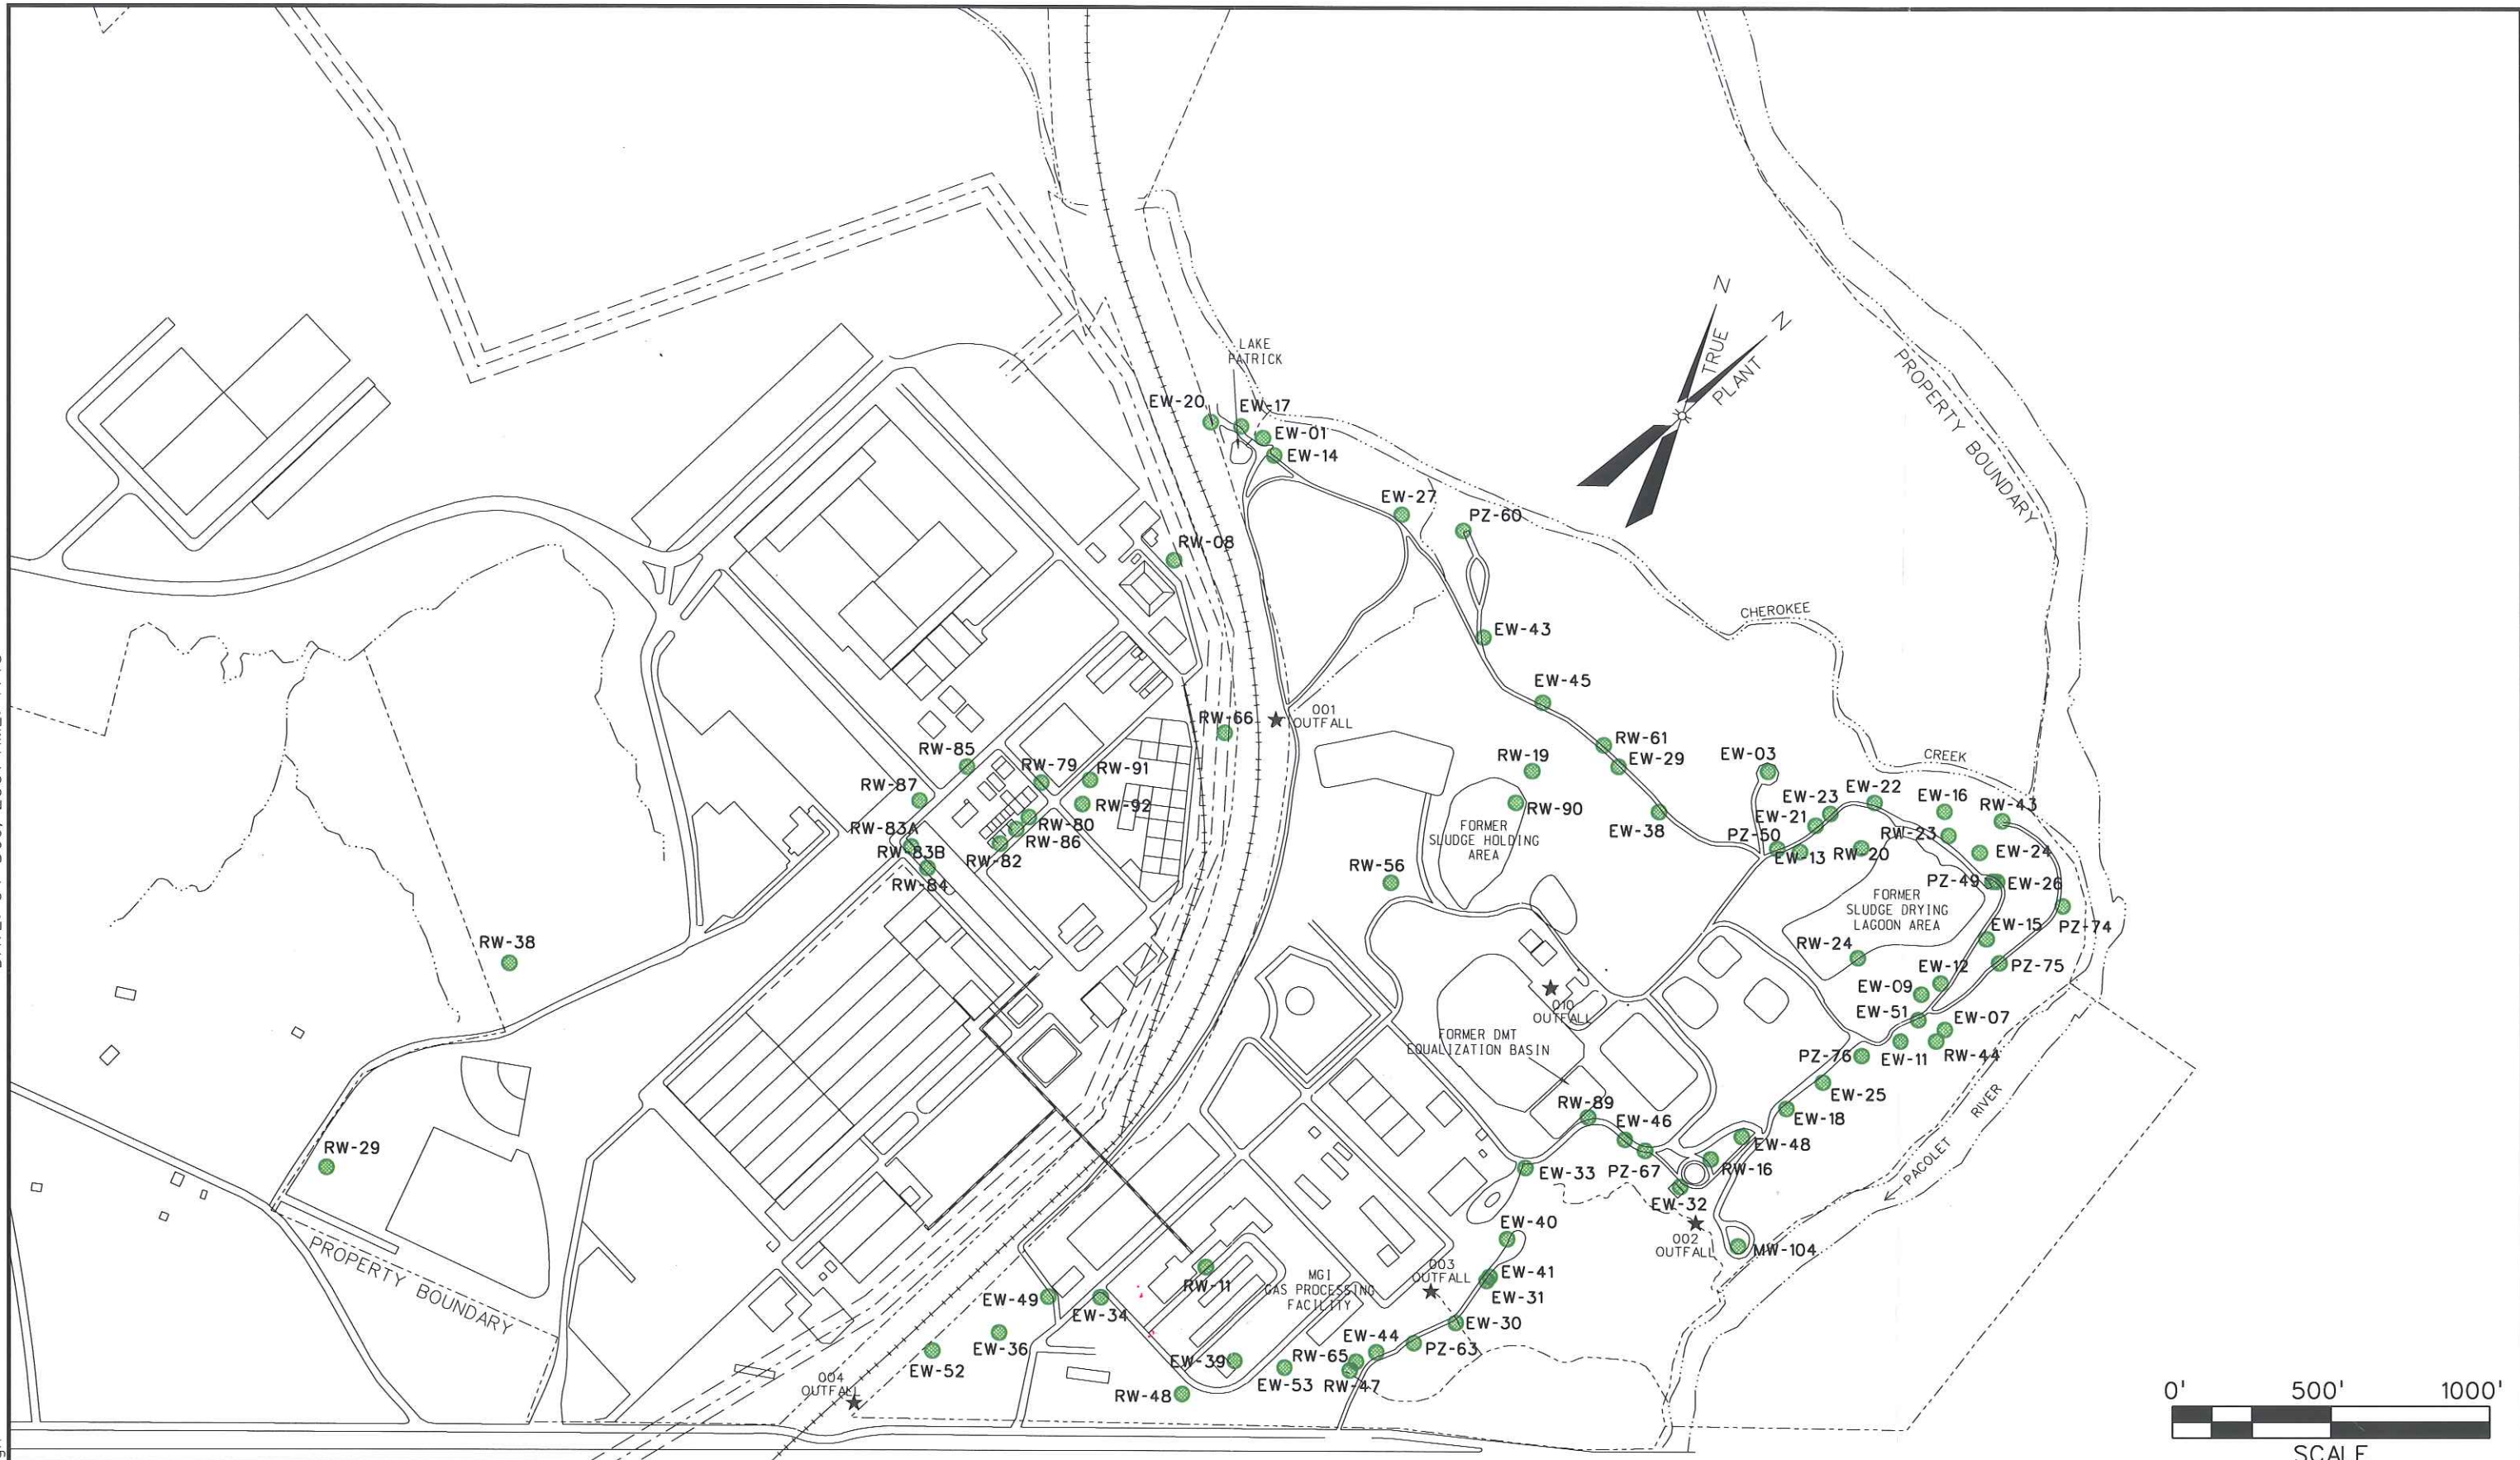 Z
Z
TRUE
PLANT
LAKE
PATRICK
PROPERTY BOUNDARY
EW-20
EW-17
EW-01
EW-14
EW-27
PZ-60
RW-08
CHEROKEE
EW-43
EW-45
RW-66
001
OUTFALL
RW-61
EW-29
EW-03
CREEK
RW-85
RW-79
RW-91
RW-19
RW-87
RW-92
RW-90
EW-38
EW-23
EW-22
EW-16
RW-43
EW-21
RW-83A
RW-80
RW-86
FORMER
SLUDGE HOLDING
AREA
PZ-50
RW-23
RW-83B
RW-82
EW-13
RW-20
EW-24
RW-84
RW-56
PZ-49
EW-26
FORMER
SLUDGE DRYING
LAGOON AREA
EW-15
PZ-74
RW-38
RW-24
EW-12
PZ-75
EW-09
010
OUTFALL
EW-51
EW-07
FORMER DMT
EQUALIZATION BASIN
PZ-76
EW-11
RW-44
EW-25
RW-89
EW-46
EW-18
RIVER
PACOLET
RW-29
EW-48
EW-33
PZ-67
RW-16
EW-32
EW-40
002
OUTFALL
MW-104
PROPERTY BOUNDARY
003
OUTFALL
EW-41
RW-11
MGI
GAS PROCESSING
FACILITY
EW-31
EW-49
EW-34
EW-30
EW-36
EW-44
PZ-63
EW-52
EW-39
RW-65
EW-53
RW-47
RW-48
004
OUTFALL
0' 500' 1000'
SCALE